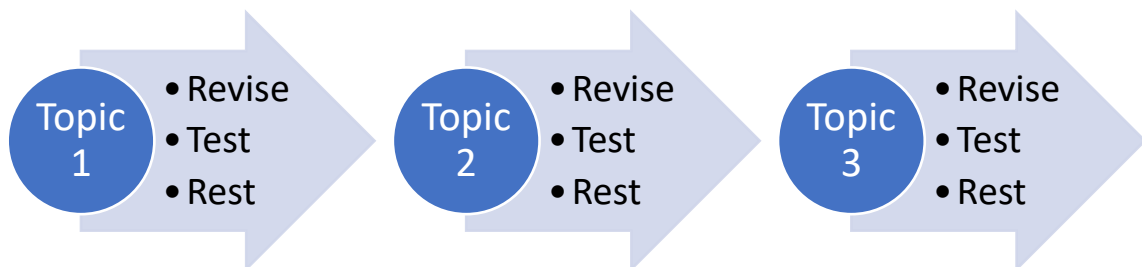 Topic
1
• Revise
• Test
• Rest
Topic
2
• Revise
• Test
• Rest
Topic
3
• Revise
• Test
• Rest